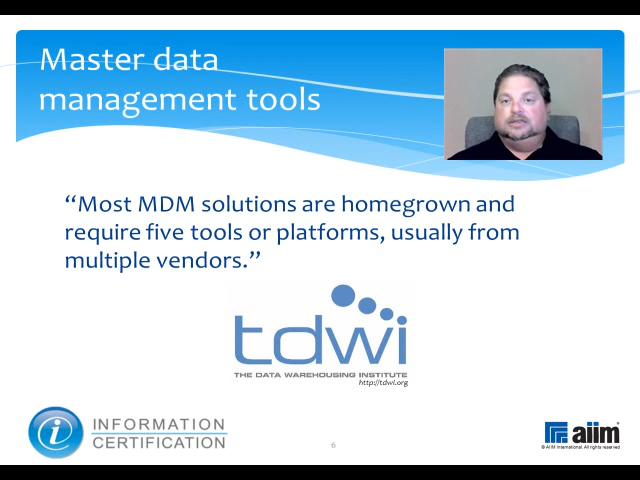 Master data
management tools
“Most MDM solutions are homegrown and
require five tools or platforms, usually from
multiple vendors.”
tdwi
THE DATA WAREHOUSING INSTITUTE
http://tdwi.org
i
INFORMATION
CERTIFICATION
6
aiim
© AIIM International. All rights reserved